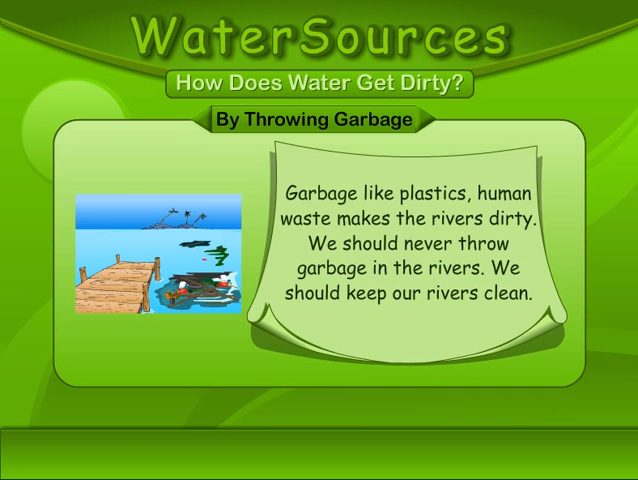 WaterSources
How Does Water Get Dirty?
By Throwing Garbage
Garbage like plastics, human
waste makes the rivers dirty.
We should never throw
garbage in the rivers. We
should keep our rivers clean.